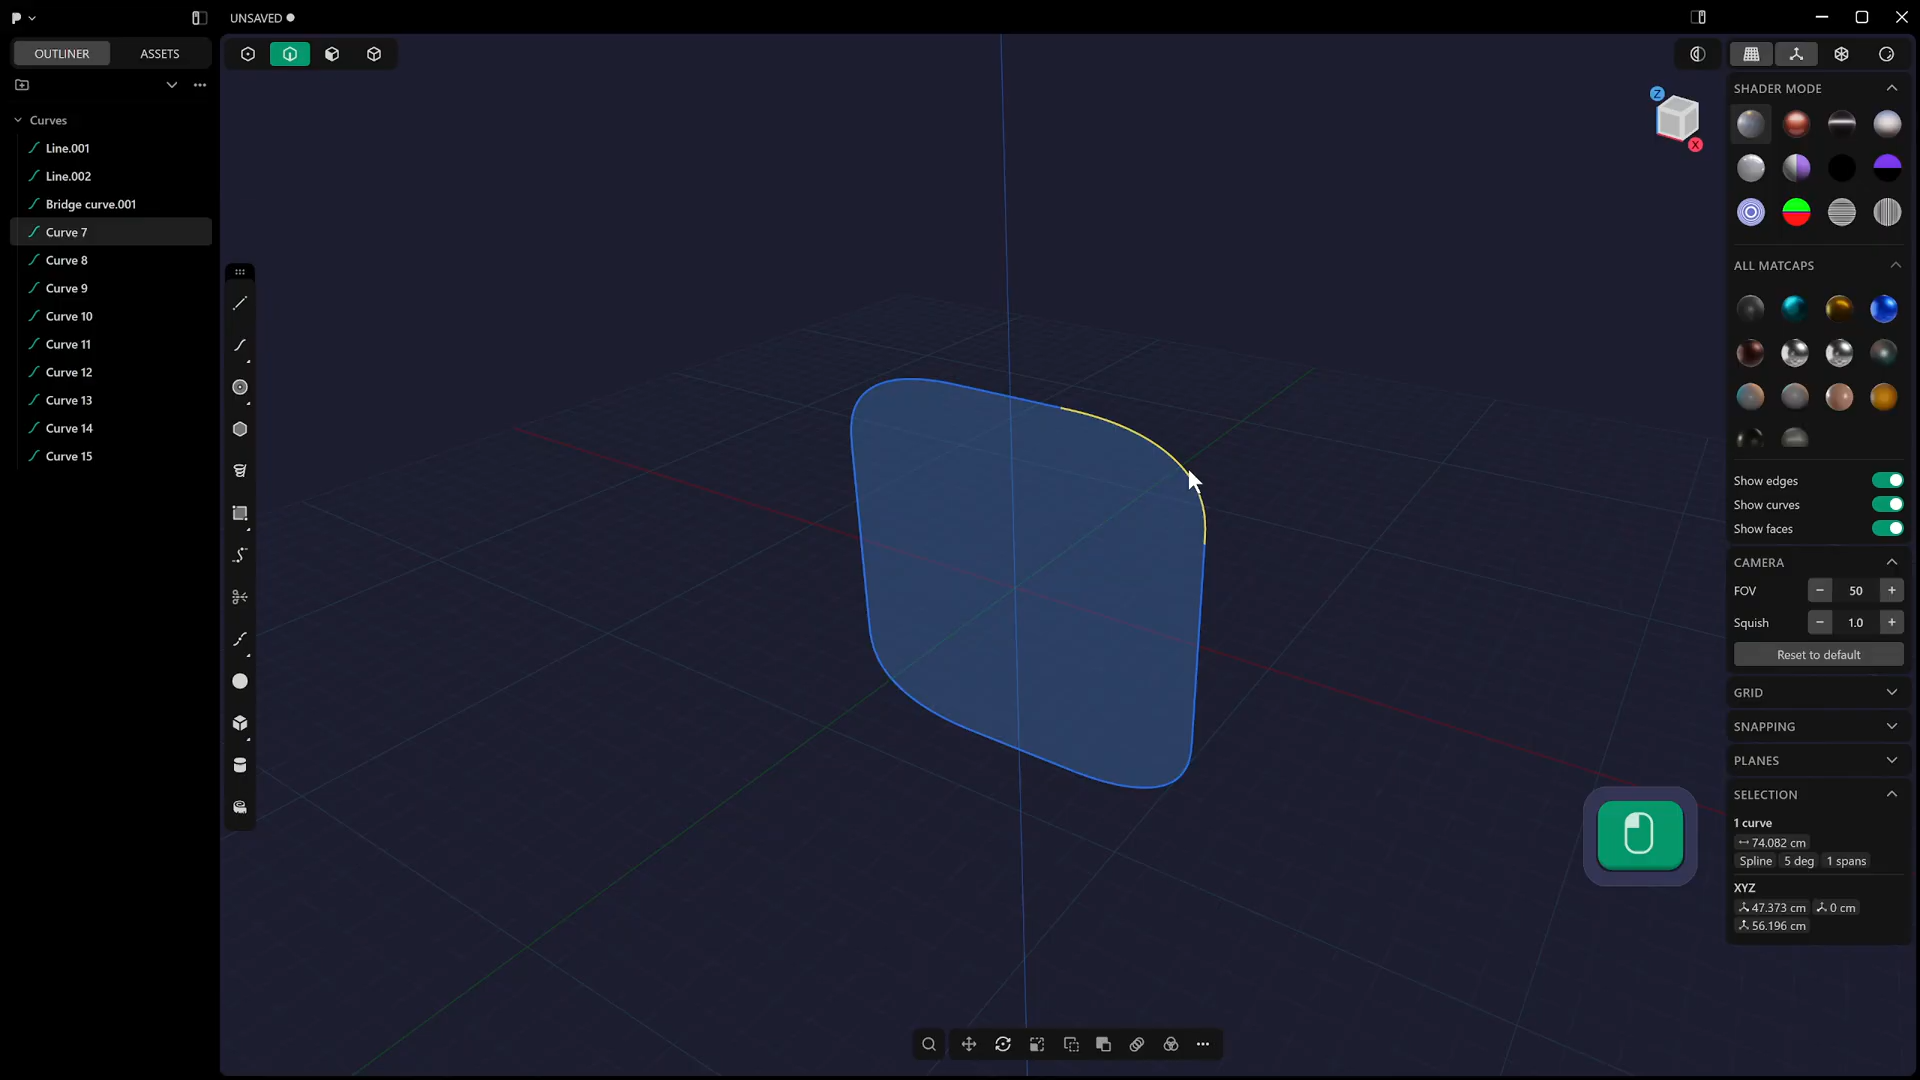 UNSAVED
OUTLINER
ASSETS
Curves
Line.001
Line.002
Bridge curve.001
Curve 7
Curve 8
Curve 9
Curve 10
Curve 11
Curve 12
Curve 13
Curve 14
Curve 15
Z
X
SHADER MODE
ALL MATCAPS
Show edges
Show curves
Show faces
CAMERA
FOV − 50 +
Squish − 1.0 +
Reset to default
GRID
SNAPPING
PLANES
SELECTION
1 curve
74.082 cm
Spline 5 deg 1 spans
XYZ
47.373 cm 0 cm
56.196 cm